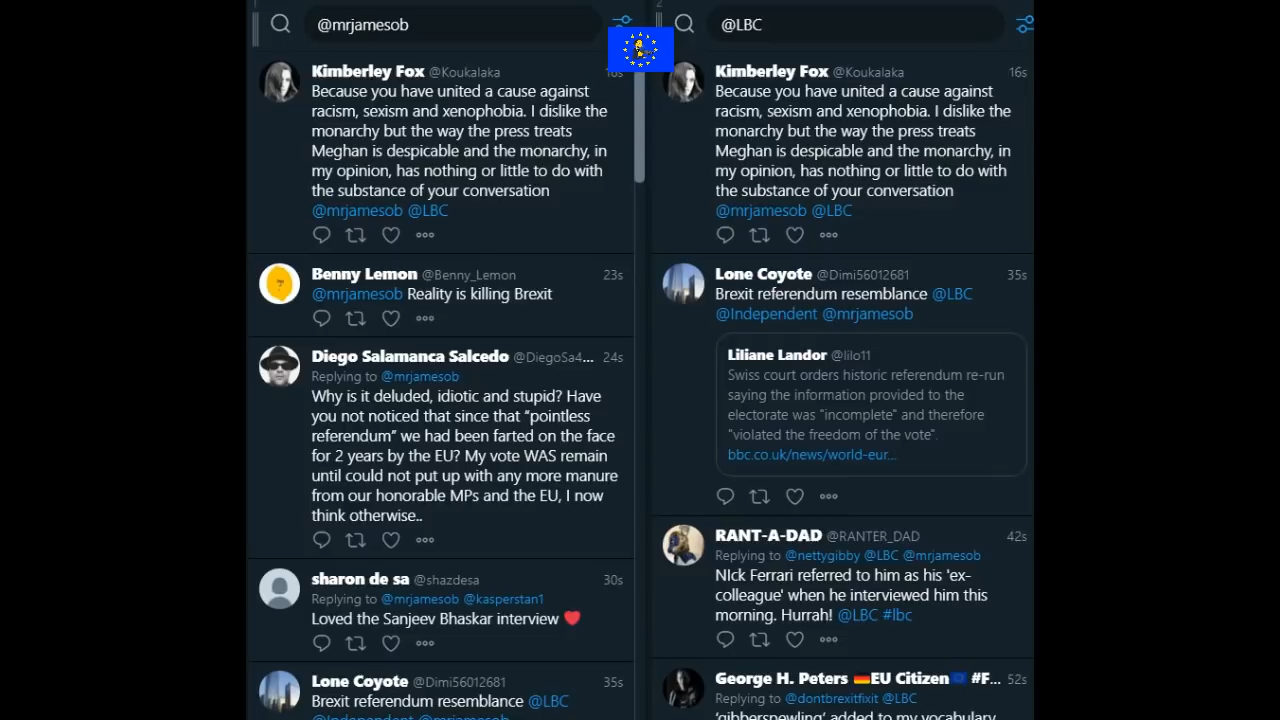 1
@mrjamesob
Kimberley Fox @Koukalaka 16s
Because you have united a cause against
racism, sexism and xenophobia. I dislike the
monarchy but the way the press treats
Meghan is despicable and the monarchy, in
my opinion, has nothing or little to do with
the substance of your conversation
@mrjamesob @LBC
Benny Lemon @Benny_Lemon 23s
@mrjamesob Reality is killing Brexit
Diego Salamanca Salcedo @DiegoSa4... 24s
Replying to @mrjamesob
Why is it deluded, idiotic and stupid? Have
you not noticed that since that “pointless
referendum” we had been farted on the face
for 2 years by the EU? My vote WAS remain
until could not put up with any more manure
from our honorable MPs and the EU, I now
think otherwise..
sharon de sa @shazdesa 30s
Replying to @mrjamesob @kasperstan1
Loved the Sanjeev Bhaskar interview ❤️
Lone Coyote @Dimi56012681 35s
Brexit referendum resemblance @LBC
@Independent @mrjamesob
2
@LBC
Kimberley Fox @Koukalaka 16s
Because you have united a cause against
racism, sexism and xenophobia. I dislike the
monarchy but the way the press treats
Meghan is despicable and the monarchy, in
my opinion, has nothing or little to do with
the substance of your conversation
@mrjamesob @LBC
Lone Coyote @Dimi56012681 35s
Brexit referendum resemblance @LBC
@Independent @mrjamesob
Liliane Landor @lilo11
Swiss court orders historic referendum re-run
saying the information provided to the
electorate was "incomplete" and therefore
"violated the freedom of the vote".
bbc.co.uk/news/world-eur...
RANT-A-DAD @RANTER_DAD 42s
Replying to @nettygibby @LBC @mrjamesob
NIck Ferrari referred to him as his 'ex-
colleague' when he interviewed him this
morning. Hurrah! @LBC #lbc
George H. Peters 🇩🇪EU Citizen🇪🇺 #F... 52s
Replying to @dontbrexitfixit @LBC
'gibberspewling' added to my vocabulary